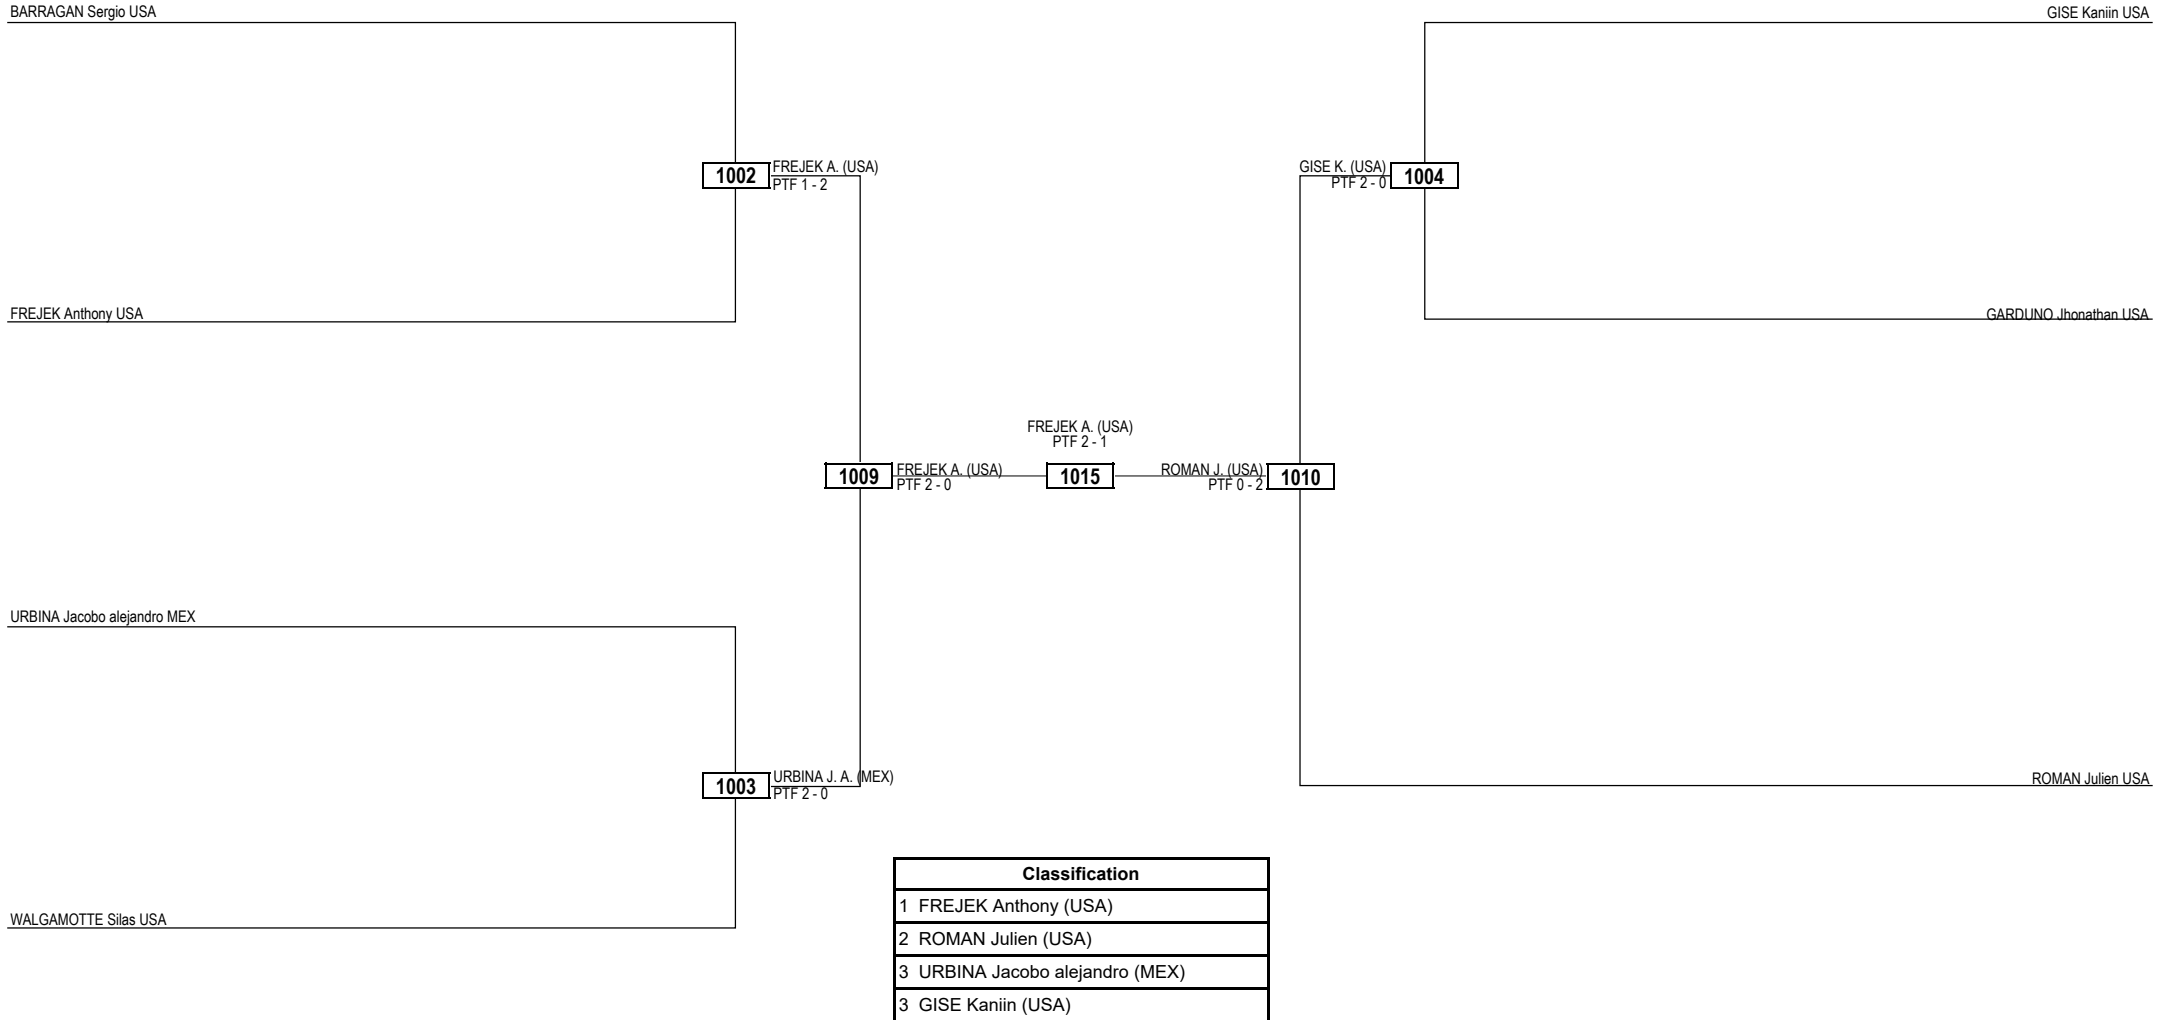 BARRAGAN Sergio USA
GISE Kaniin USA
1002
FREJEK A. (USA)
PTF 1 - 2
GISE K. (USA)
PTF 2 - 0
1004
FREJEK Anthony USA
GARDUNO Jhonathan USA
FREJEK A. (USA)
PTF 2 - 1
1009
FREJEK A. (USA)
PTF 2 - 0
1015
ROMAN J. (USA)
PTF 0 - 2
1010
URBINA Jacobo alejandro MEX
1003
URBINA J. A. (MEX)
PTF 2 - 0
ROMAN Julien USA
WALGAMOTTE Silas USA
Classification
1 FREJEK Anthony (USA)
2 ROMAN Julien (USA)
3 URBINA Jacobo alejandro (MEX)
3 GISE Kaniin (USA)